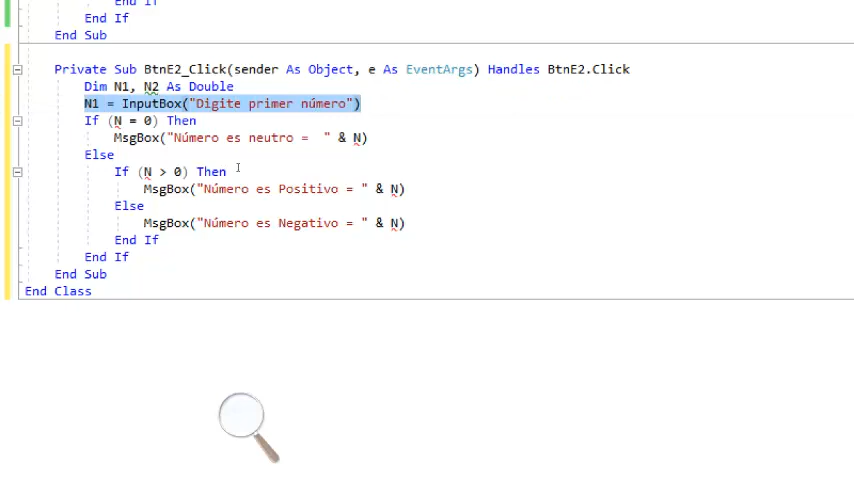 End If
End If
End Sub
Private Sub BtnE2_Click(sender As Object, e As EventArgs) Handles BtnE2.Click
Dim N1, N2 As Double
N1 = InputBox("Digite primer número")
If (N = 0) Then
MsgBox("Número es neutro =  " & N)
Else
If (N > 0) Then
MsgBox("Número es Positivo = " & N)
Else
MsgBox("Número es Negativo = " & N)
End If
End If
End Sub
End Class